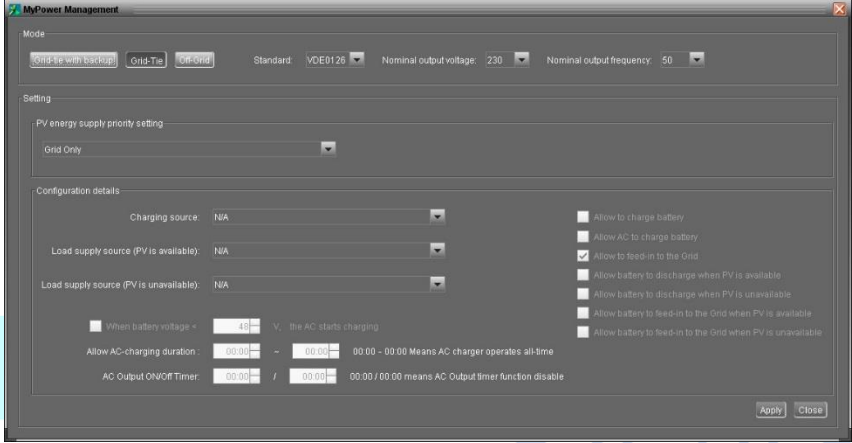 MyPower Management
Mode
Grid-tie with backup Grid-Tie Off-Grid Standard: VDE0126 Nominal output voltage: 230 Nominal output frequency: 50
Setting
PV energy supply priority setting
Grid Only
Configuration details
Charging source: N/A
Load supply source (PV is available): N/A
Load supply source (PV is unavailable): N/A
When battery voltage < 48 V, the AC starts charging
Allow AC-charging duration : 00:00 ~ 00:00 00:00 ~ 00:00 Means AC charger operates all-time
AC Output ON/Off Timer: 00:00 / 00:00 00:00 / 00:00 means AC Output timer function disable
Allow to charge battery
Allow AC to charge battery
Allow to feed-in to the Grid
Allow battery to discharge when PV is available
Allow battery to discharge when PV is unavailable
Allow battery to feed-in to the Grid when PV is available
Allow battery to feed-in to the Grid when PV is unavailable
Apply Close